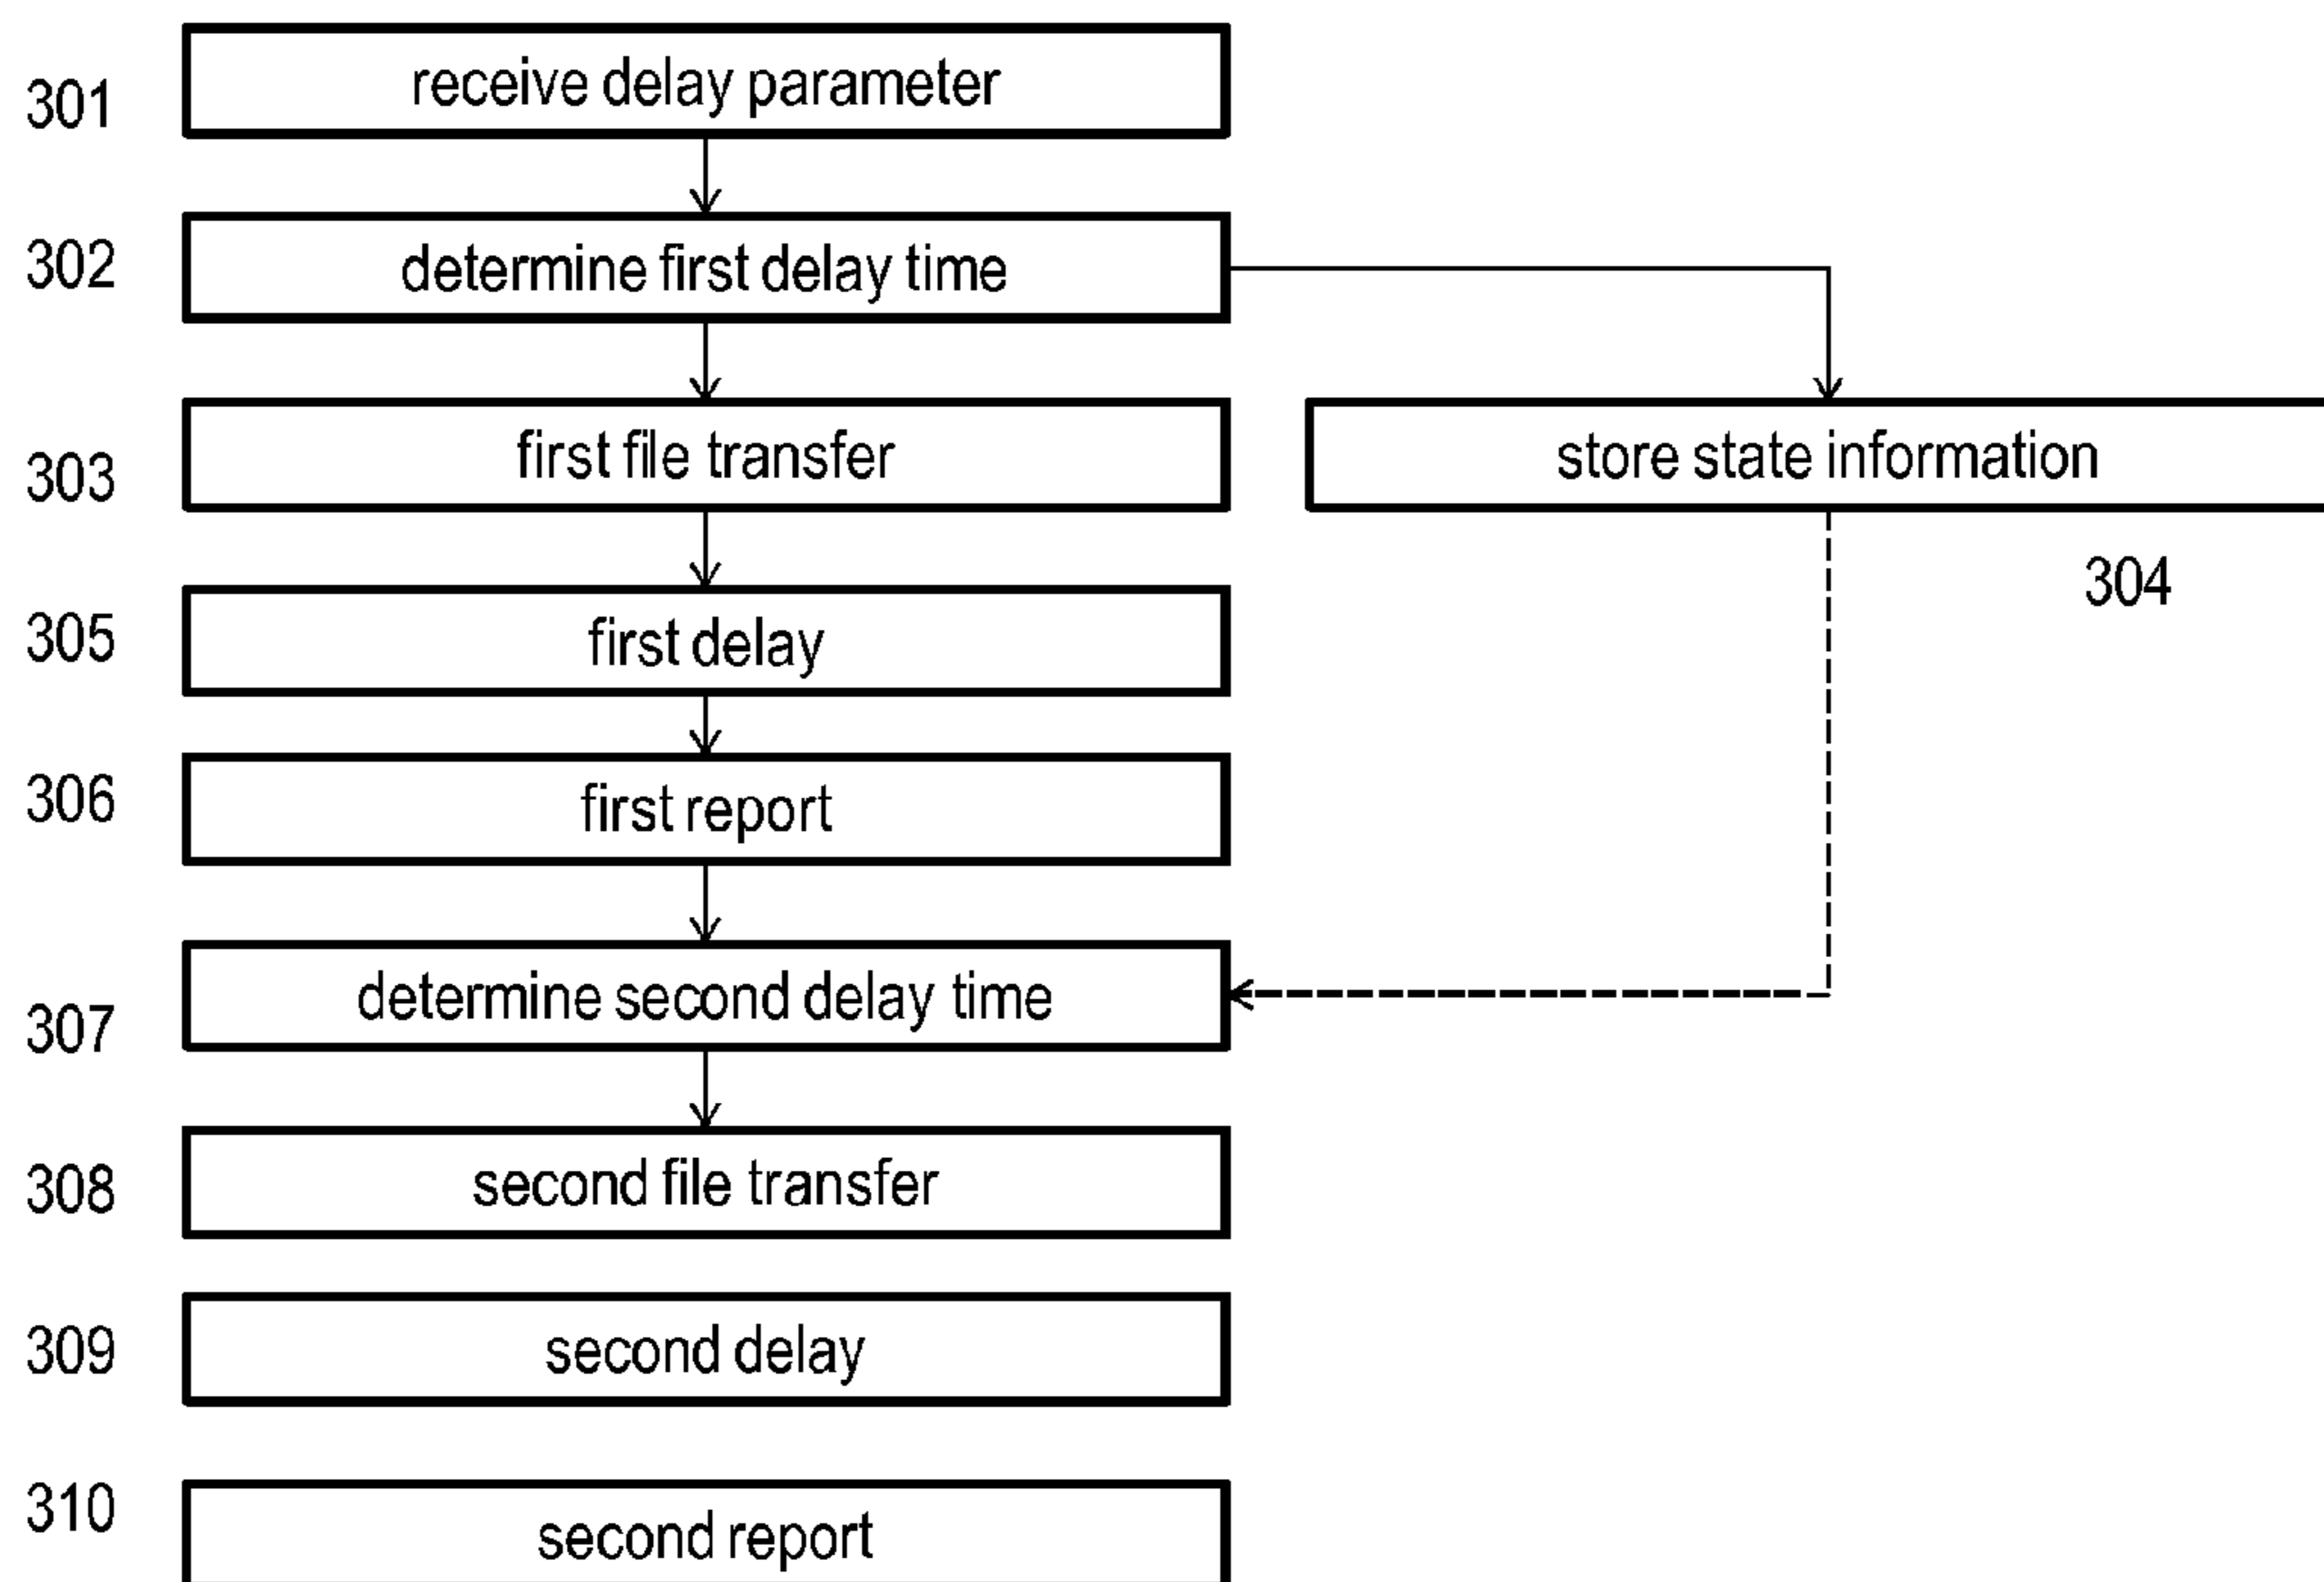 301
receive delay parameter
302
determine first delay time
303
first file transfer
store state information
304
305
first delay
306
first report
307
determine second delay time
308
second file transfer
309
second delay
310
second report